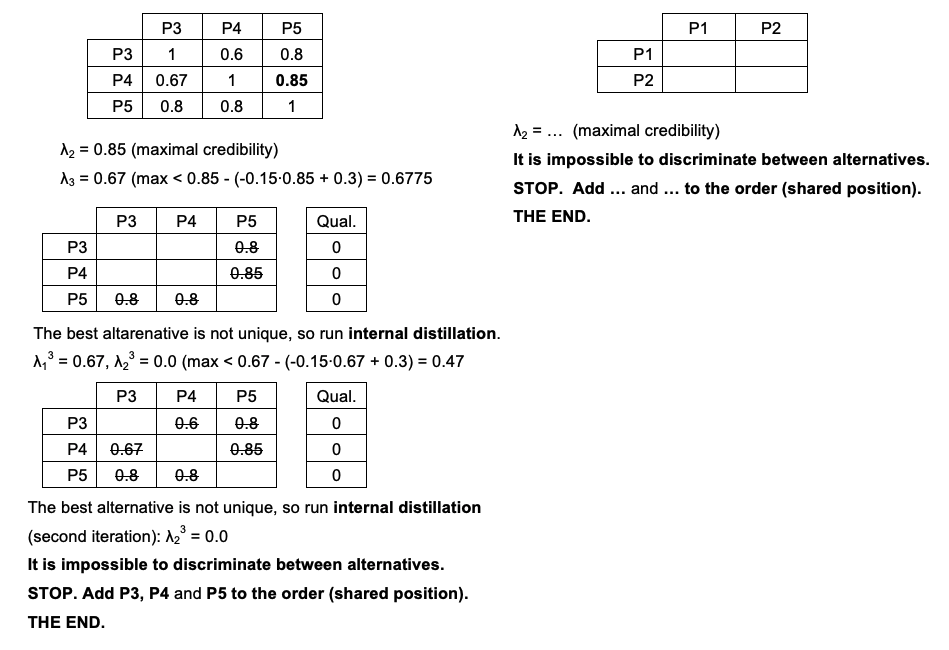 P3 P4 P5
P3 1 0.6 0.8
P4 0.67 1 0.85
P5 0.8 0.8 1
λ2 = 0.85 (maximal credibility)
λ3 = 0.67 (max < 0.85 - (-0.15·0.85 + 0.3) = 0.6775
P3 P4 P5 Qual.
P3 0.8 0
P4 0.85 0
P5 0.8 0.8 0
The best altarenative is not unique, so run internal distillation.
λ1³ = 0.67, λ2³ = 0.0 (max < 0.67 - (-0.15·0.67 + 0.3) = 0.47
P3 P4 P5 Qual.
P3 0.6 0.8 0
P4 0.67 0.85 0
P5 0.8 0.8 0
The best alternative is not unique, so run internal distillation
(second iteration): λ2³ = 0.0
It is impossible to discriminate between alternatives.
STOP. Add P3, P4 and P5 to the order (shared position).
THE END.
P1 P2
P1
P2
λ2 = ... (maximal credibility)
It is impossible to discriminate between alternatives.
STOP. Add ... and ... to the order (shared position).
THE END.